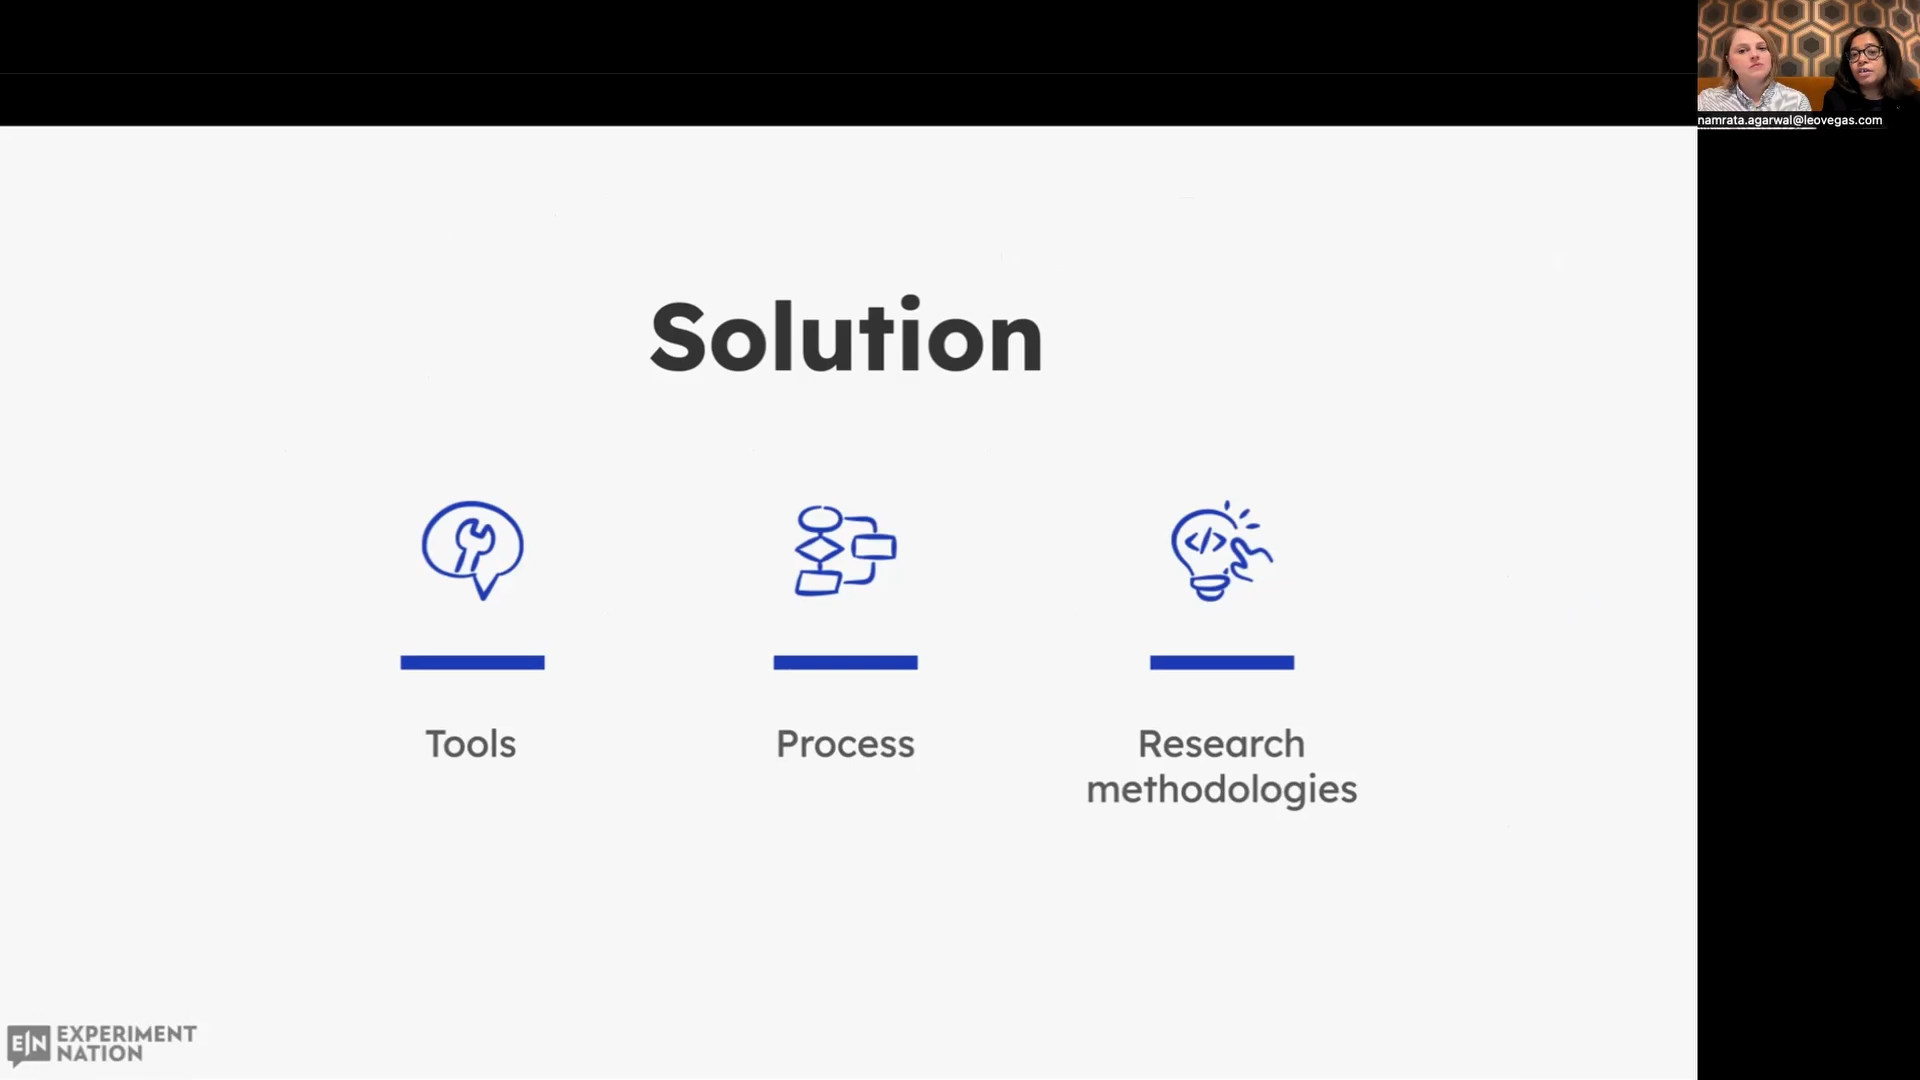 namrata.agarwal@leovegas.com
Solution
</>
Tools
Process
Research
methodologies
E|N EXPERIMENT
NATION